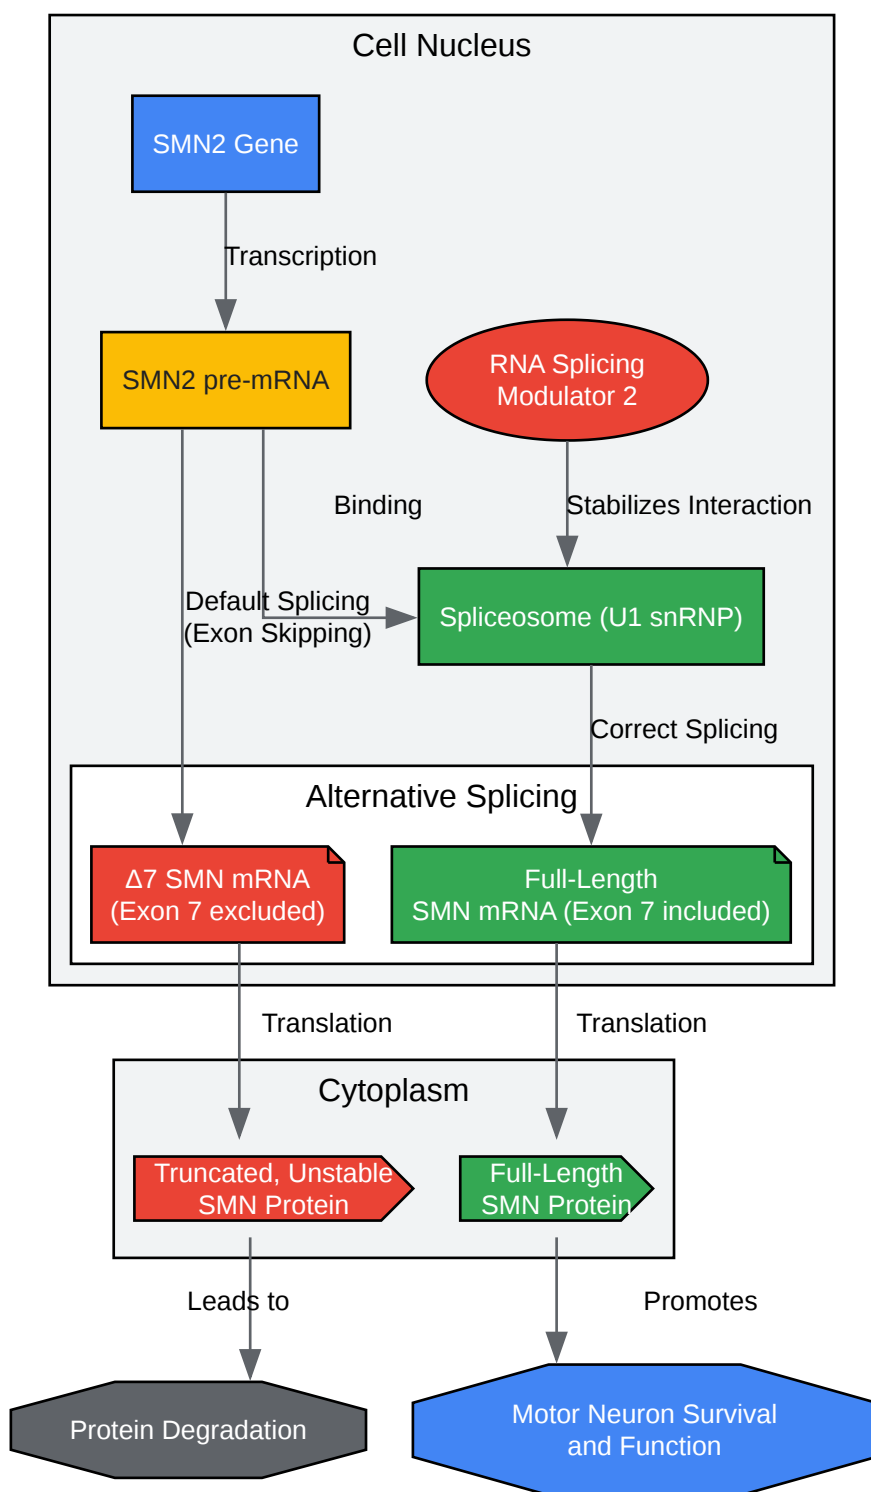 Cell Nucleus
SMN2 Gene
Transcription
SMN2 pre-mRNA
RNA Splicing
Modulator 2
Binding
Stabilizes Interaction
Default Splicing
(Exon Skipping)
Spliceosome (U1 snRNP)
Correct Splicing
Alternative Splicing
Δ7 SMN mRNA
(Exon 7 excluded)
Full-Length
SMN mRNA (Exon 7 included)
Translation
Translation
Cytoplasm
Truncated, Unstable
SMN Protein
Full-Length
SMN Protein
Leads to
Promotes
Protein Degradation
Motor Neuron Survival
and Function